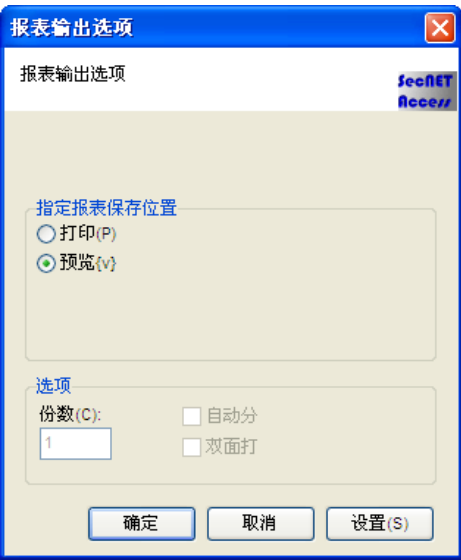 报表输出选项
报表输出选项
SecNET
Access
指定报表保存位置
打印(P)
预览{v}
选项
份数(C):
自动分
1
双面打
确定
取消
设置(S)